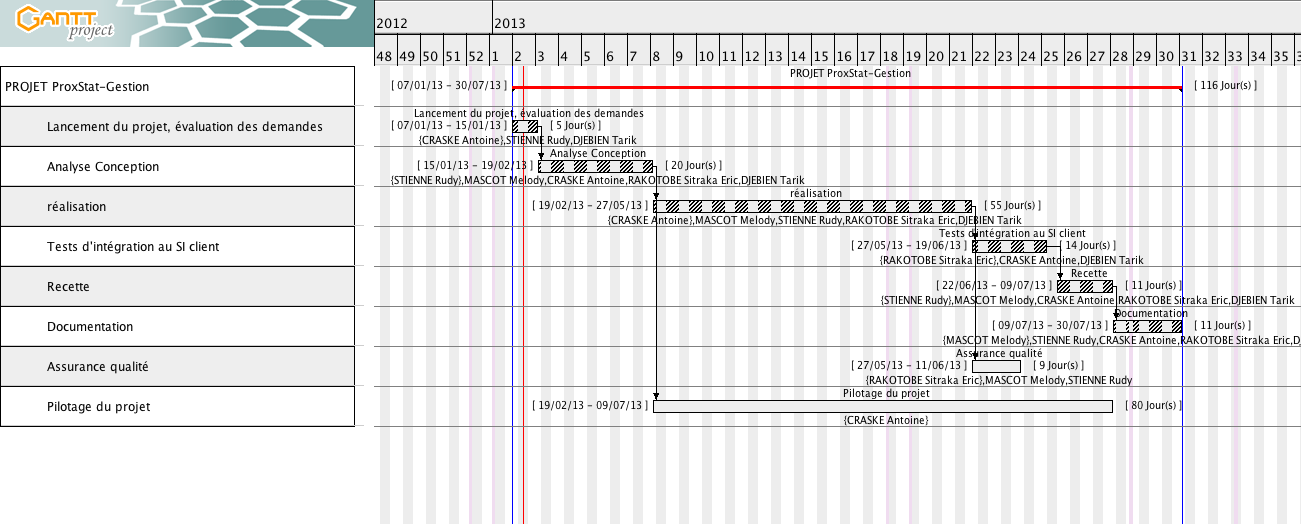 GANTT
project
2012 2013
48 49 50 51 52 1 2 3 4 5 6 7 8 9 10 11 12 13 14 15 16 17 18 19 20 21 22 23 24 25 26 27 28 29 30 31 32 33 34 35
PROJET ProxStat-Gestion
PROJET ProxStat-Gestion
[ 07/01/13 - 30/07/13 ] [ 116 Jour(s) ]
Lancement du projet, évaluation des demandes
Lancement du projet, évaluation des demandes
[ 07/01/13 - 15/01/13 ] [ 5 Jour(s) ]
{CRASKE Antoine},STIENNE Rudy,DJEBIEN Tarik
Analyse Conception
Analyse Conception
[ 15/01/13 - 19/02/13 ] [ 20 Jour(s) ]
{STIENNE Rudy},MASCOT Melody,CRASKE Antoine,RAKOTOBE Sitraka Eric,DJEBIEN Tarik
réalisation
réalisation
[ 19/02/13 - 27/05/13 ] [ 55 Jour(s) ]
{CRASKE Antoine},MASCOT Melody,STIENNE Rudy,RAKOTOBE Sitraka Eric,DJEBIEN Tarik
Tests d'intégration au SI client
Tests d'intégration au SI client
[ 27/05/13 - 19/06/13 ] [ 14 Jour(s) ]
{RAKOTOBE Sitraka Eric},CRASKE Antoine,DJEBIEN Tarik
Recette
Recette
[ 22/06/13 - 09/07/13 ] [ 11 Jour(s) ]
{STIENNE Rudy},MASCOT Melody,CRASKE Antoine,RAKOTOBE Sitraka Eric,DJEBIEN Tarik
Documentation
Documentation
[ 09/07/13 - 30/07/13 ] [ 11 Jour(s) ]
{MASCOT Melody},STIENNE Rudy,CRASKE Antoine,RAKOTOBE Sitraka Eric,D
Assurance qualité
Assurance qualité
[ 27/05/13 - 11/06/13 ] [ 9 Jour(s) ]
{RAKOTOBE Sitraka Eric},MASCOT Melody,STIENNE Rudy
Pilotage du projet
Pilotage du projet
[ 19/02/13 - 09/07/13 ] [ 80 Jour(s) ]
{CRASKE Antoine}